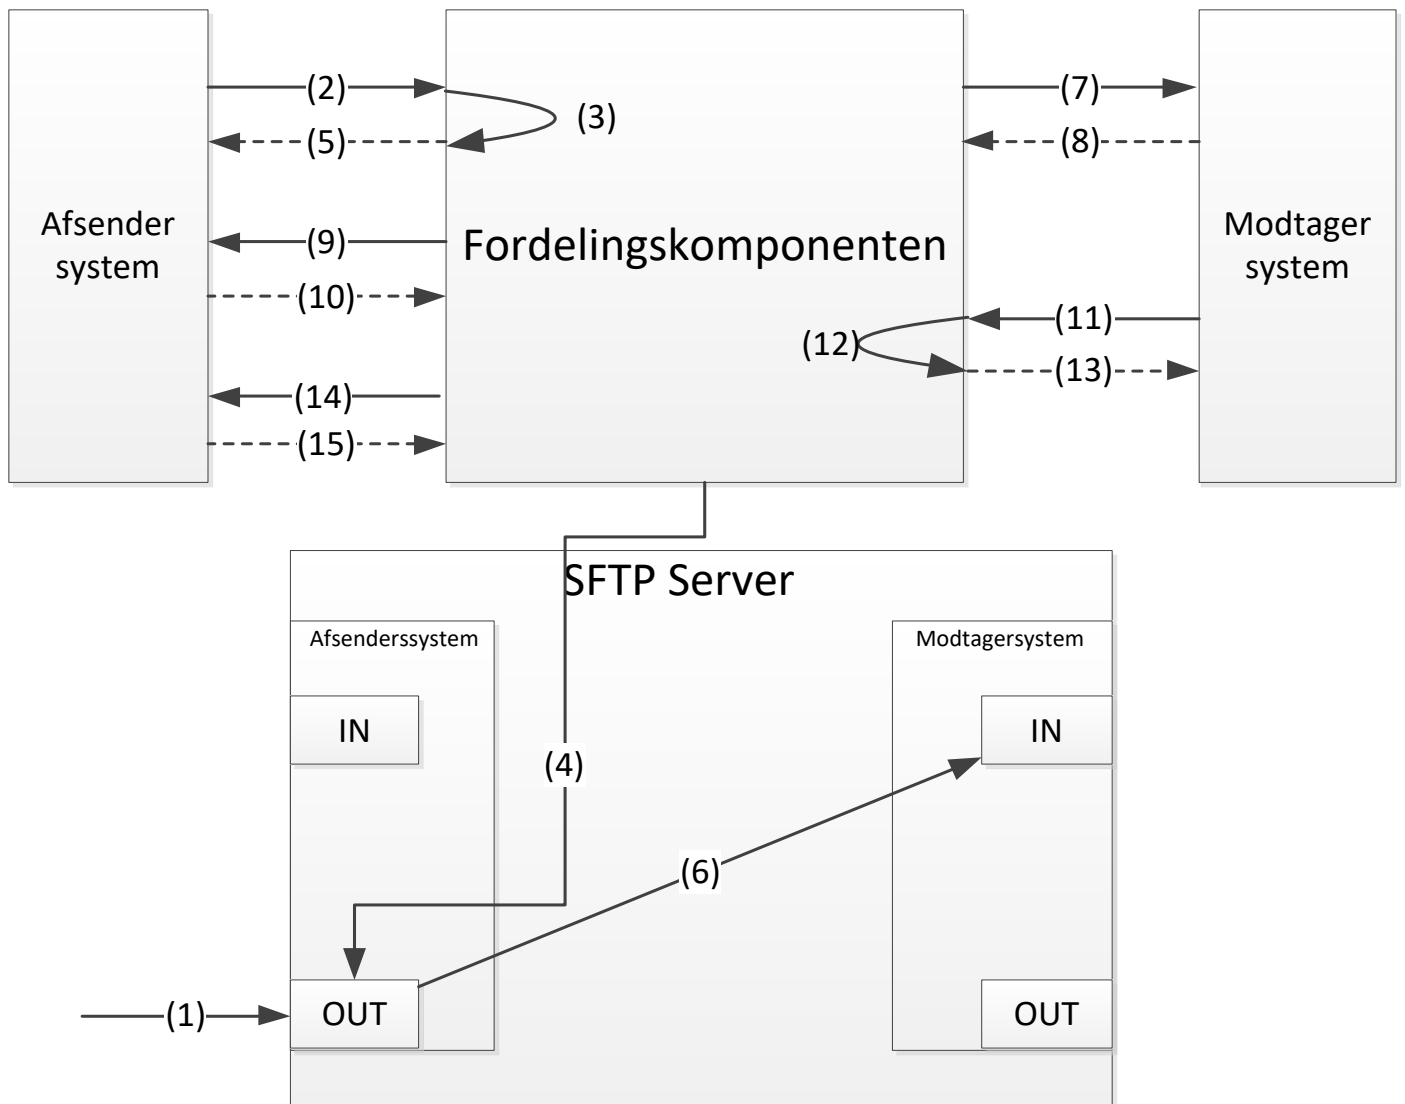 (2)
(7)
(3)
(5)
(8)
Afsender
system
(9)
Fordelingskomponenten
Modtager
system
(10)
(11)
(12)
(13)
(14)
(15)
SFTP Server
Afsenderssystem
Modtagersystem
IN
IN
(4)
(6)
(1)
OUT
OUT